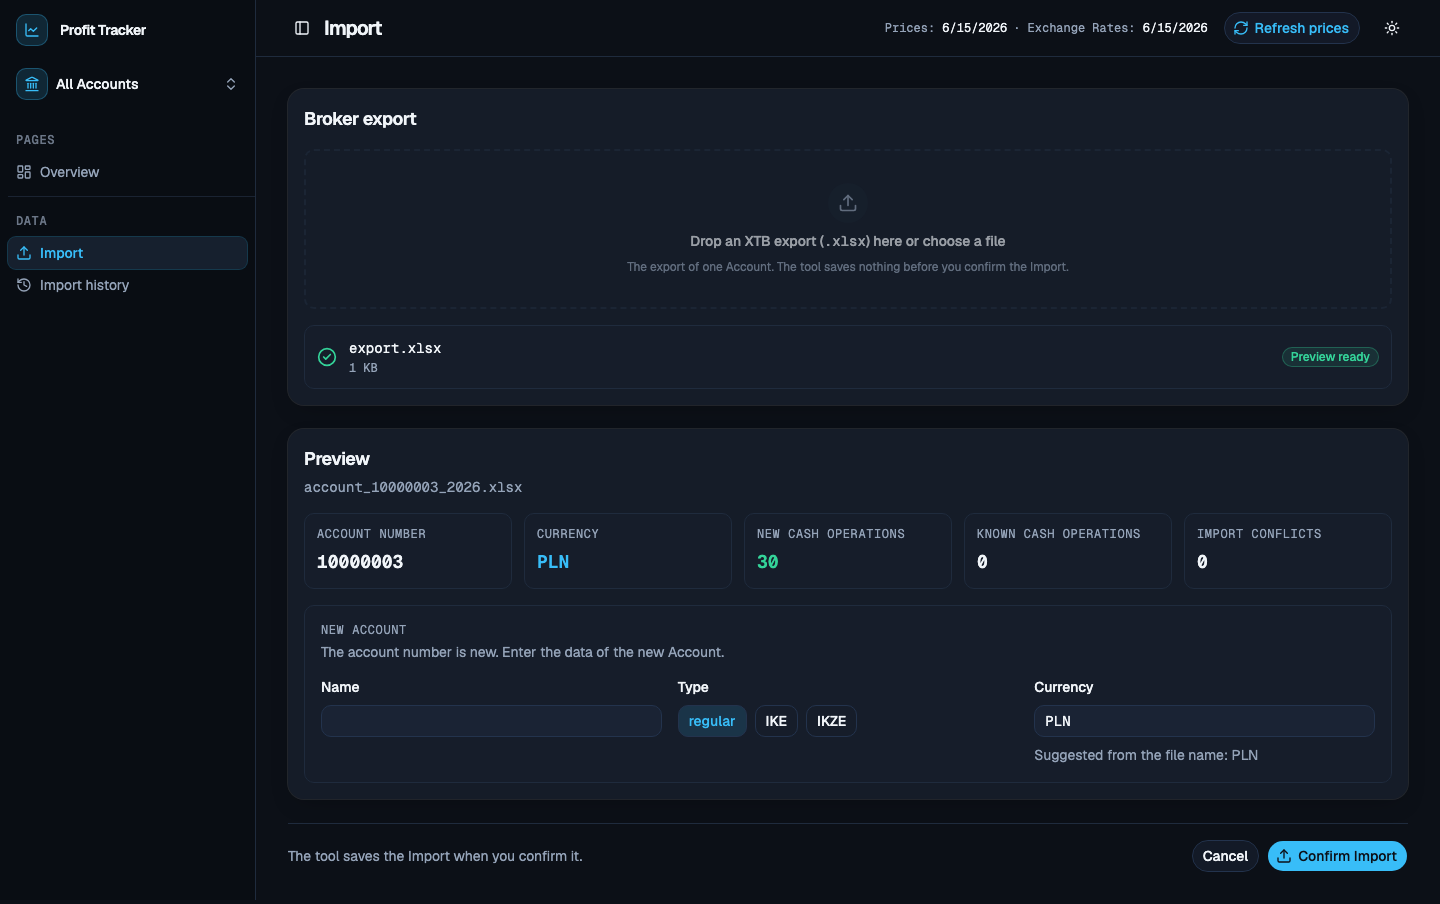 Profit Tracker
All Accounts
PAGES
Overview
DATA
Import
Import history
Import
Prices: 6/15/2026 · Exchange Rates: 6/15/2026
Refresh prices
Broker export
Drop an XTB export (.xlsx) here or choose a file
The export of one Account. The tool saves nothing before you confirm the Import.
export.xlsx
1 KB
Preview ready
Preview
account_10000003_2026.xlsx
ACCOUNT NUMBER
10000003
CURRENCY
PLN
NEW CASH OPERATIONS
30
KNOWN CASH OPERATIONS
0
IMPORT CONFLICTS
0
NEW ACCOUNT
The account number is new. Enter the data of the new Account.
Name
Type
regular
IKE
IKZE
Currency
PLN
Suggested from the file name: PLN
The tool saves the Import when you confirm it.
Cancel
Confirm Import